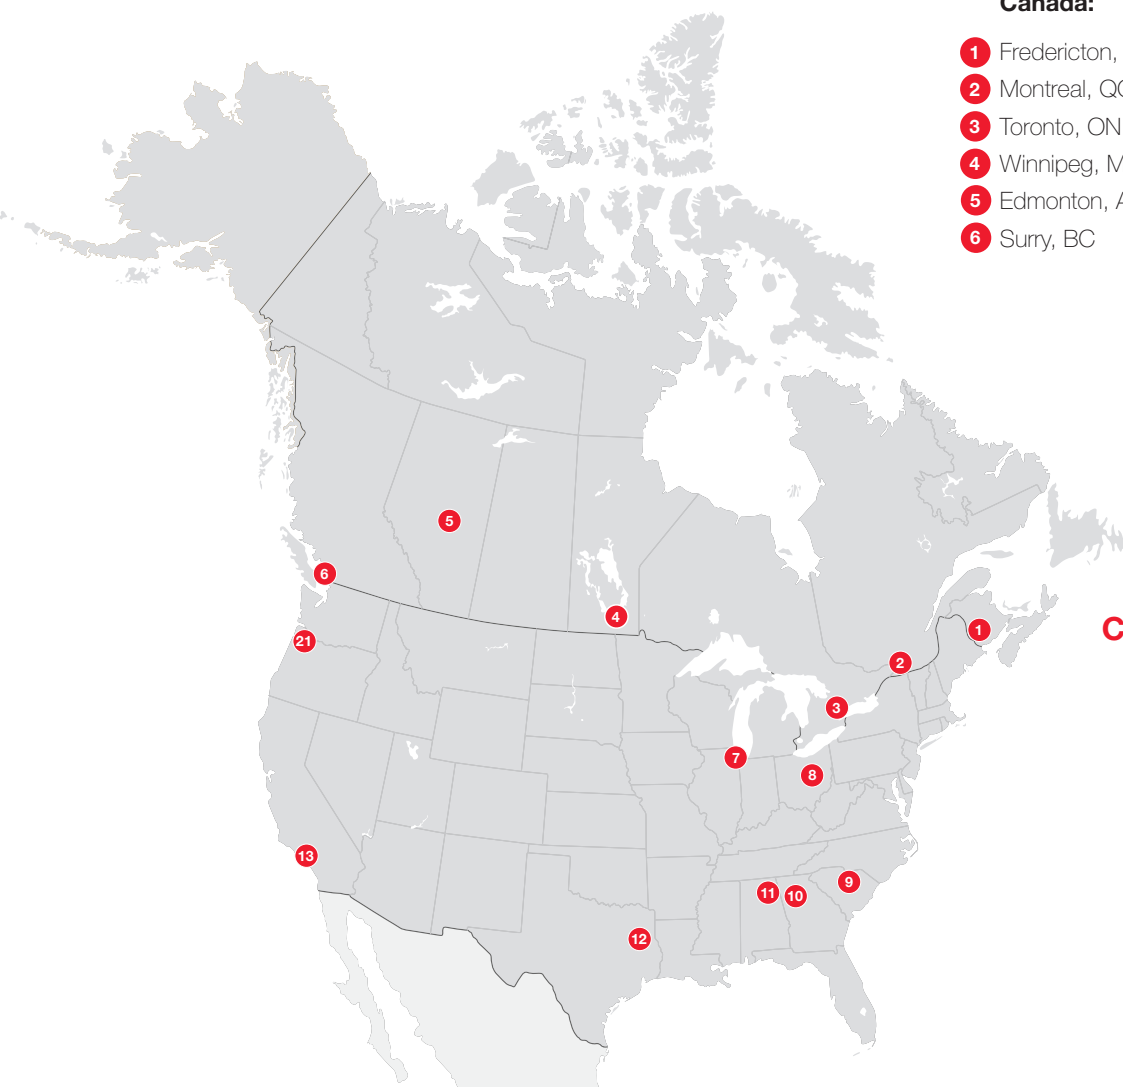 Canada:
1 Fredericton,
2 Montreal, QC
3 Toronto, ON
4 Winnipeg, M
5 Edmonton, A
6 Surry, BC
5
6
4
21
1
C
2
3
7
8
13
9
11
10
12